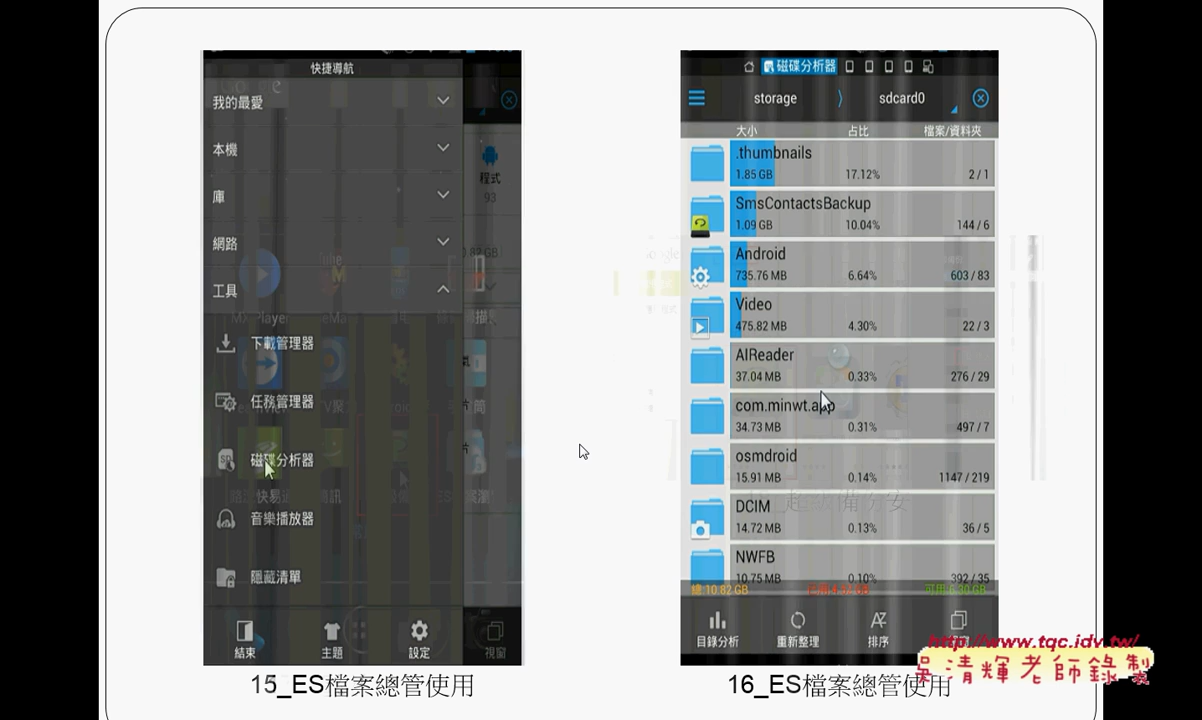 快捷導航
我的最愛
本機
庫
網路
工具
下載管理器
任務管理器
磁碟分析器
音樂播放器
隱藏清單
結束
主題
設定
視窗
程式
93
15_ES檔案總管使用
磁碟分析器
storage
sdcard0
大小 占比 檔案/資料夾
.thumbnails
1.85 GB 17.12% 2 / 1
SmsContactsBackup
1.09 GB 10.04% 144 / 6
Android
735.76 MB 6.64% 603 / 83
Video
475.82 MB 4.30% 22 / 3
AIReader
37.04 MB 0.33% 276 / 29
com.minwt.app
34.73 MB 0.31% 497 / 7
osmdroid
15.91 MB 0.14% 1147 / 219
DCIM
14.72 MB 0.13% 36 / 5
NWFB
10.75 MB 0.10% 392 / 35
總:10.82 GB
目錄分析
重新整理
排序
16_ES檔案總管使用
http://www.tqc.idv.tw/
吳清輝老師錄製